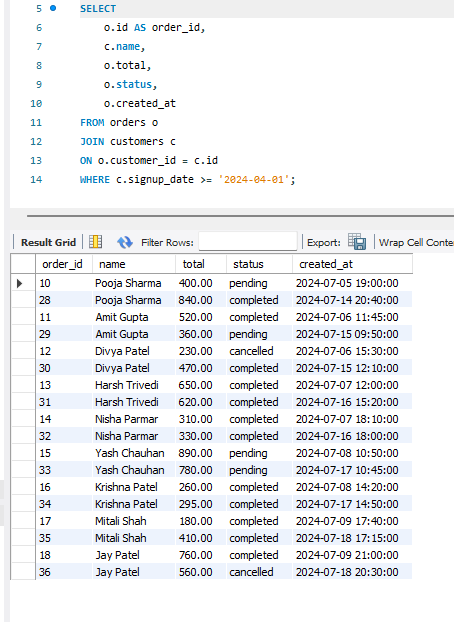 5 SELECT
6 o.id AS order_id,
7 c.name,
8 o.total,
9 o.status,
10 o.created_at
11 FROM orders o
12 JOIN customers c
13 ON o.customer_id = c.id
14 WHERE c.signup_date >= '2024-04-01';
Result Grid Filter Rows: Export: Wrap Cell Conte
order_id name total status created_at
10 Pooja Sharma 400.00 pending 2024-07-05 19:00:00
28 Pooja Sharma 840.00 completed 2024-07-14 20:40:00
11 Amit Gupta 520.00 completed 2024-07-06 11:45:00
29 Amit Gupta 360.00 pending 2024-07-15 09:50:00
12 Divya Patel 230.00 cancelled 2024-07-06 15:30:00
30 Divya Patel 470.00 completed 2024-07-15 12:10:00
13 Harsh Trivedi 650.00 completed 2024-07-07 12:00:00
31 Harsh Trivedi 620.00 completed 2024-07-16 15:20:00
14 Nisha Parmar 310.00 completed 2024-07-07 18:10:00
32 Nisha Parmar 330.00 completed 2024-07-16 18:00:00
15 Yash Chauhan 890.00 pending 2024-07-08 10:50:00
33 Yash Chauhan 780.00 pending 2024-07-17 10:45:00
16 Krishna Patel 260.00 completed 2024-07-08 14:20:00
34 Krishna Patel 295.00 completed 2024-07-17 14:50:00
17 Mitali Shah 180.00 completed 2024-07-09 17:40:00
35 Mitali Shah 410.00 completed 2024-07-18 17:15:00
18 Jay Patel 760.00 completed 2024-07-09 21:00:00
36 Jay Patel 560.00 cancelled 2024-07-18 20:30:00